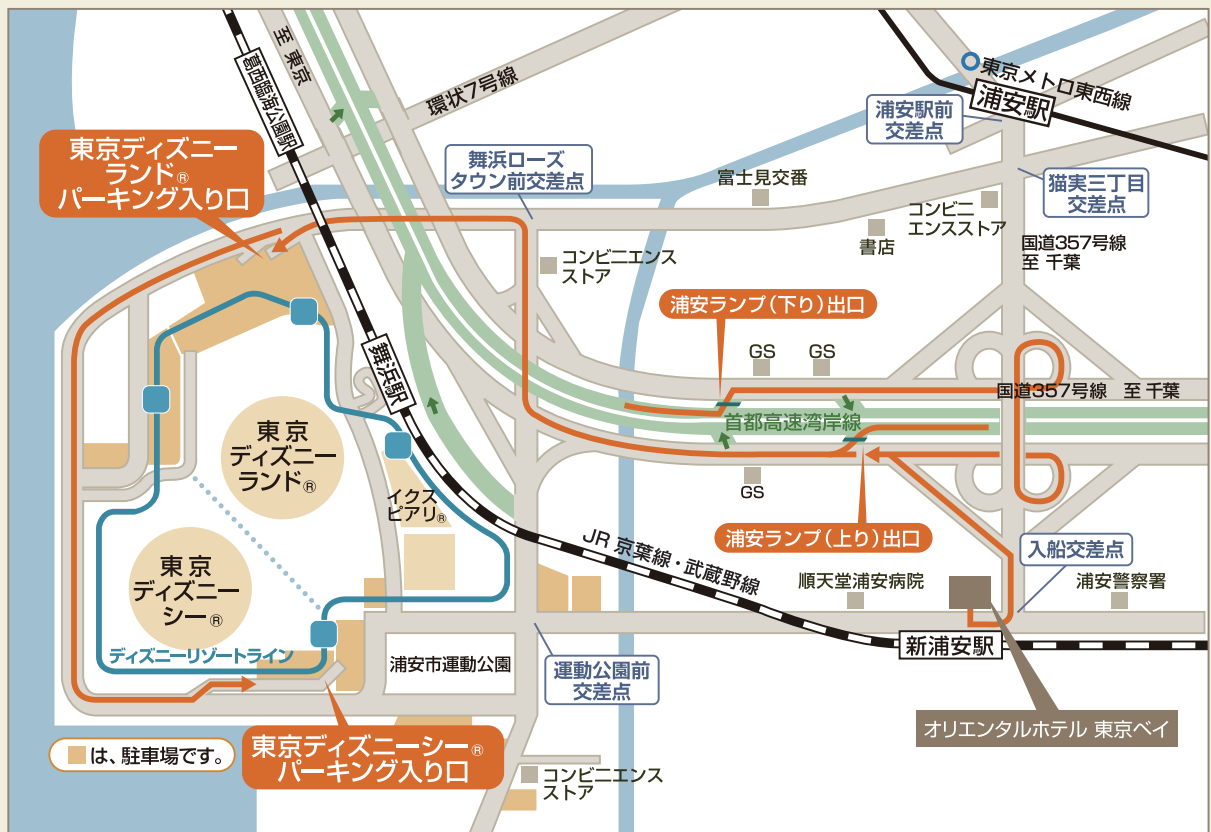 至 東京
葛西臨海公園駅
環状7号線
東京メトロ東西線
浦安駅
浦安駅前
交差点
東京ディズニー
ランド®
パーキング入り口
舞浜ローズ
タウン前交差点
富士見交番
猫実三丁目
交差点
コンビニ
エンスストア
書店
国道357号線
至 千葉
コンビニエンス
ストア
浦安ランプ（下り）出口
舞浜駅
GS
GS
国道357号線 至 千葉
首都高速湾岸線
東京
ディズニー
ランド®
イクス
ピアリ®
GS
浦安ランプ（上り）出口
JR 京葉線・武蔵野線
入船交差点
順天堂浦安病院
浦安警察署
東京
ディズニー
シー®
ディズニーリゾートライン
新浦安駅
浦安市運動公園
運動公園前
交差点
オリエンタルホテル 東京ベイ
は、駐車場です。
東京ディズニーシー®
パーキング入り口
コンビニエンス
ストア